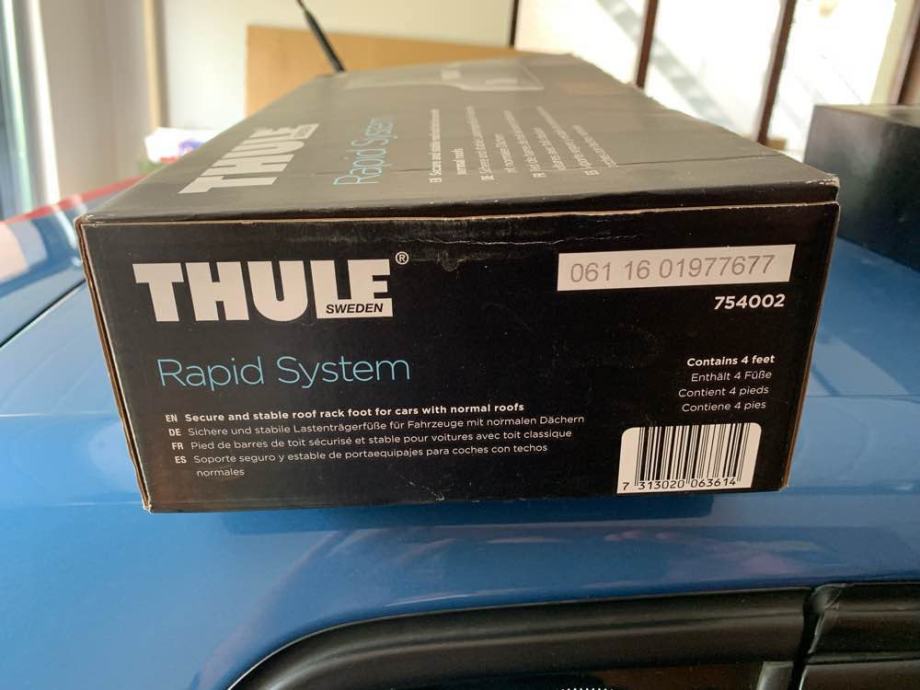 THULE
Rapid System
THULE®
SWEDEN
061 16 01977677
754002
Rapid System
Contains 4 feet
Enthält 4 Füße
Contient 4 pieds
Contiene 4 pies
EN Secure and stable roof rack foot for cars with normal roofs
DE Sichere und stabile Lastenträgerfüße für Fahrzeuge mit normalen Dächern
FR Pied de barres de toit sécurisé et stable pour voitures avec toit classique
ES Soporte seguro y estable de portaequipajes para coches con techos
normales
7 313020 063614